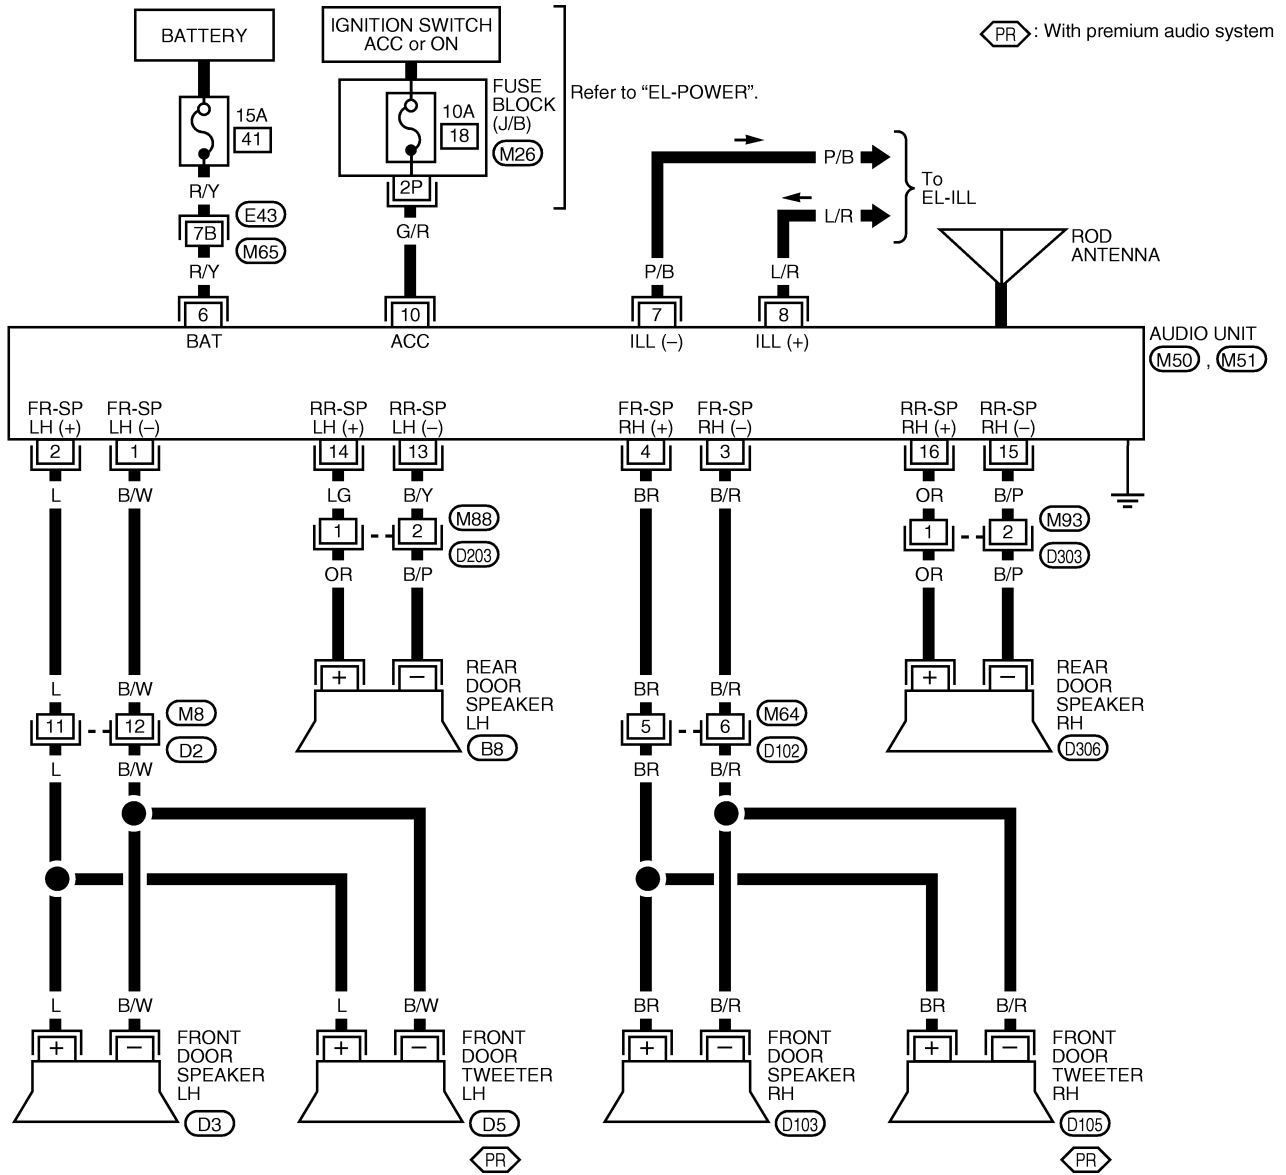 BATTERY
IGNITION SWITCH
ACC or ON
PR : With premium audio system
15A
41
10A
18
FUSE
BLOCK
(J/B)
M26
Refer to “EL-POWER”.
2P
R/Y
7B
E43
M65
R/Y
G/R
P/B
L/R
To
EL-ILL
P/B
L/R
ROD
ANTENNA
6
10
7
8
BAT
ACC
ILL (–)
ILL (+)
AUDIO UNIT
M50 , M51
FR-SP
LH (+)
FR-SP
LH (–)
RR-SP
LH (+)
RR-SP
LH (–)
FR-SP
RH (+)
FR-SP
RH (–)
RR-SP
RH (+)
RR-SP
RH (–)
2
1
14
13
4
3
16
15
L
B/W
LG
B/Y
BR
B/R
OR
B/P
1
2
M88
D203
1
2
M93
D303
OR
B/P
OR
B/P
+
–
REAR
DOOR
SPEAKER
LH
B8
+
–
REAR
DOOR
SPEAKER
RH
D306
L
B/W
BR
B/R
11
12
M8
D2
5
6
M64
D102
L
B/W
BR
B/R
L
B/W
L
B/W
BR
B/R
BR
B/R
+
–
FRONT
DOOR
SPEAKER
LH
D3
+
–
FRONT
DOOR
TWEETER
LH
D5
PR
+
–
FRONT
DOOR
SPEAKER
RH
D103
+
–
FRONT
DOOR
TWEETER
RH
D105
PR